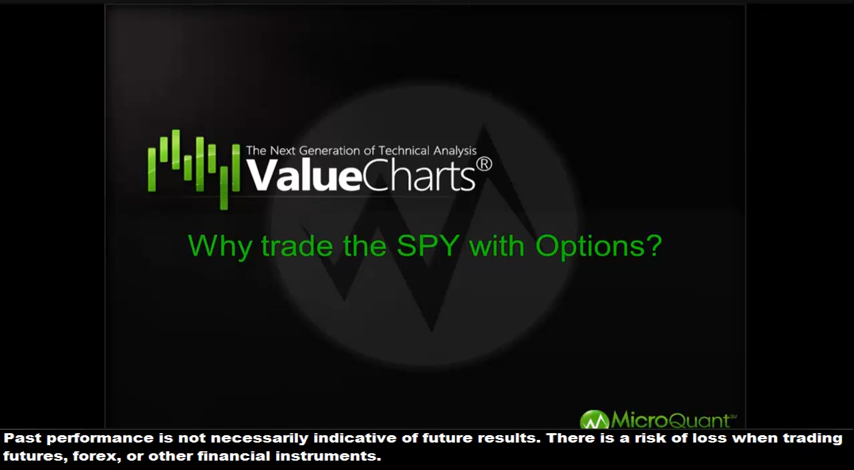 The Next Generation of Technical Analysis
ValueCharts®
Why trade the SPY with Options?
MicroQuant℠
Past performance is not necessarily indicative of future results. There is a risk of loss when trading
futures, forex, or other financial instruments.